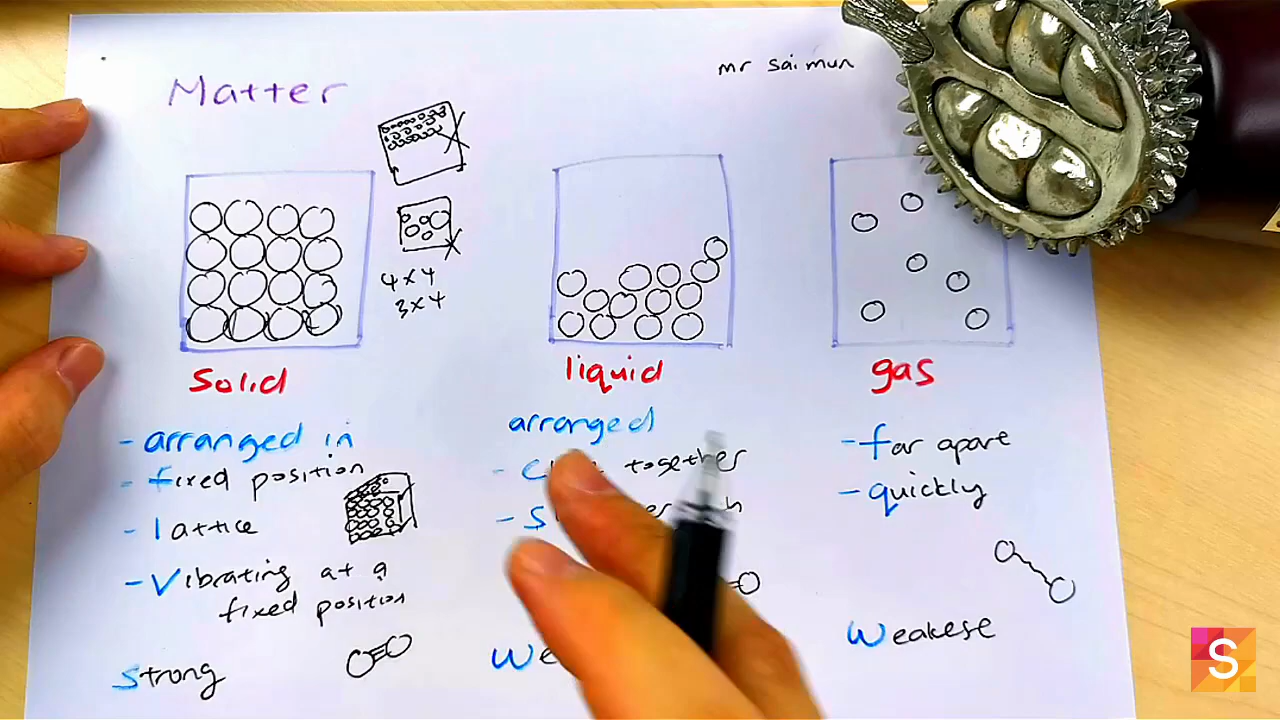 Matter
mr saimun
4x4
3x4
Solid
liquid
gas
- arranged in
- fixed position
- lattice
- Vibrating at a
fixed position
Strong
arranged
together
- far apart
- quickly
Weakese
S